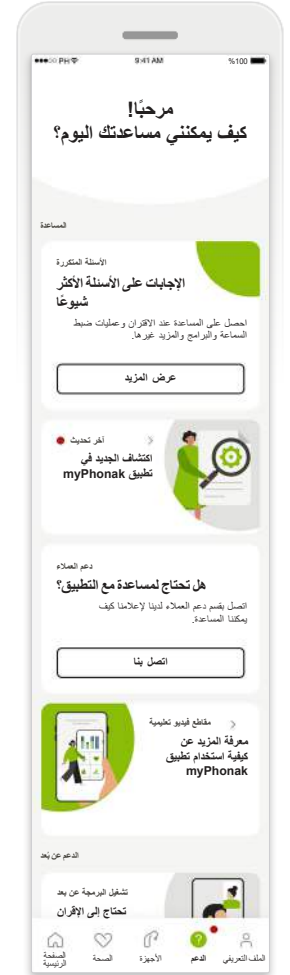 PH
9:41 AM
%100
مرحبًا!
كيف يمكنني مساعدتك اليوم؟
المساعدة
الأسئلة المتكررة
الإجابات على الأسئلة الأكثر
شيوعًا
احصل على المساعدة عند الاقتران وعمليات ضبط
السماعة والبرامج والمزيد غيرها.
عرض المزيد
آخر تحديث
اكتشاف الجديد في
تطبيق myPhonak
دعم العملاء
هل تحتاج لمساعدة مع التطبيق؟
اتصل بقسم دعم العملاء لدينا لإعلامنا كيف
يمكننا المساعدة.
اتصل بنا
مقاطع فيديو تعليمية
معرفة المزيد عن
كيفية استخدام تطبيق
myPhonak
الدعم عن بُعد
تشغيل البرمجة عن بعد
تحتاج إلى الإقران
الملف التعريفي
الدعم
الأجهزة
الصحة
الصفحة
الرئيسية